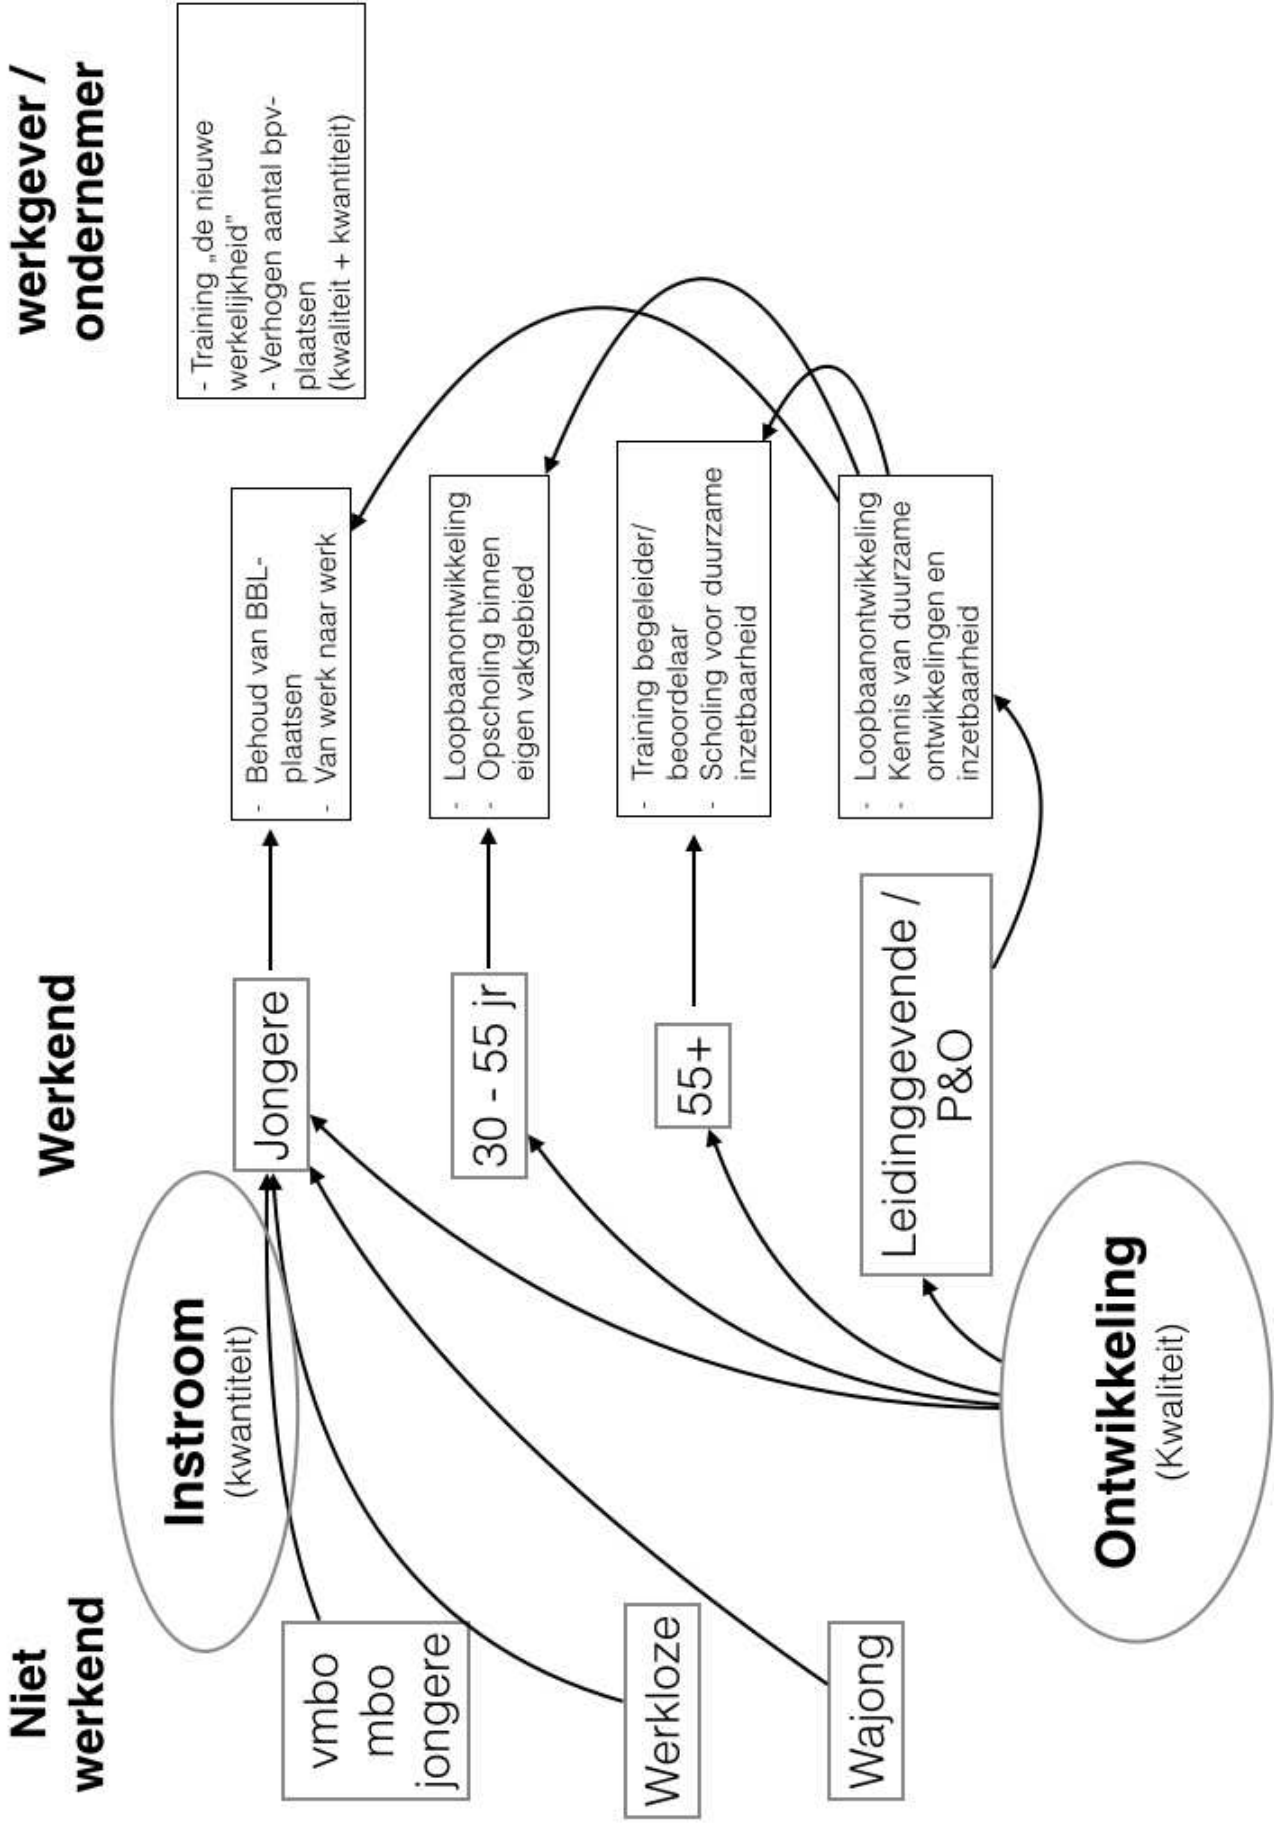 Niet
werkend
Werkend
werkgever /
ondernemer
Instroom
(kwantiteit)
vmbo
mbo
jongere
Werkloze
Wajong
Jongere
30 - 55 jr
55+
Leidinggevende /
P&O
Ontwikkeling
(Kwaliteit)
- Behoud van BBL-
plaatsen
- Van werk naar werk
- Loopbaanontwikkeling
- Opscholing binnen
eigen vakgebied
- Training begeleider/
beoordelaar
- Scholing voor duurzame
inzetbaarheid
- Loopbaanontwikkeling
- Kennis van duurzame
ontwikkelingen en
inzetbaarheid
- Training „de nieuwe
werkelijkheid”
- Verhogen aantal bpv-
plaatsen
(kwaliteit + kwantiteit)